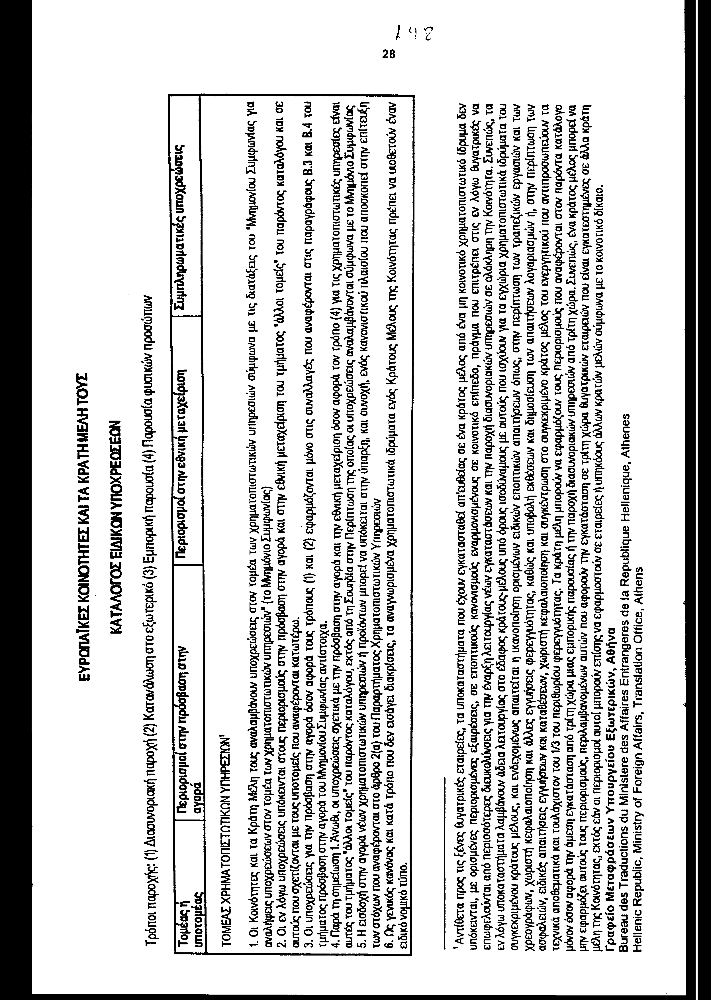 148
28
ΕΥΡΩΠΑΪΚΕΣ ΚΟΙΝΟΤΗΤΕΣ ΚΑΙ ΤΑ ΚΡΑΤΗ ΜΕΛΗ ΤΟΥΣ
ΚΑΤΑΛΟΓΟΣ ΕΙΔΙΚΩΝ ΥΠΟΧΡΕΩΣΕΩΝ
Τρόποι παροχής: (1) Διασυνοριακή παροχή (2) Κατανάλωση στο εξωτερικό (3) Εμπορική παρουσία (4) Παρουσία φυσικών προσώπων
Τομέας ή υποτομέας
Περιορισμοί στην πρόσβαση στην αγορά
Περιορισμοί στην εθνική μεταχείριση
Συμπληρωματικές υποχρεώσεις
ΤΟΜΕΑΣ ΧΡΗΜΑΤΟΠΙΣΤΩΤΙΚΩΝ ΥΠΗΡΕΣΙΩΝ¹
1. Οι Κοινότητες και τα Κράτη Μέλη τους αναλαμβάνουν υποχρεώσεις στον τομέα των χρηματοπιστωτικών υπηρεσιών σύμφωνα με τις διατάξεις του "Μνημονίου Συμφωνίας για
αναλήψεις υποχρεώσεων στον τομέα των χρηματοπιστωτικών υπηρεσιών" (το Μνημόνιο Συμφωνίας)
2. Οι εν λόγω υποχρεώσεις υπόκεινται στους περιορισμούς στην πρόσβαση στην αγορά και στην εθνική μεταχείριση του τμήματος "άλλοι τομείς" του παρόντος καταλόγου και σε
αυτούς που σχετίζονται με τους υποτομείς που αναφέρονται κατωτέρω.
3. Οι υποχρεώσεις για την πρόσβαση στην αγορά όσον αφορά τους τρόπους (1) και (2) εφαρμόζονται μόνο στις συναλλαγές που αναφέρονται στις παραγράφους Β.3 και Β.4 του
τμήματος πρόσβαση στην αγορά του Μνημονίου Συμφωνίας αντίστοιχα.
4. Παρά τη σημείωση 1. Άνωθι, οι υποχρεώσεις σχετικά με την πρόσβαση στην αγορά και την εθνική μεταχείριση όσον αφορά τον τρόπο (4) για τις χρηματοπιστωτικές υπηρεσίες είναι
αυτές του τμήματος "άλλοι τομείς" του παρόντος καταλόγου, εκτός από τη Σουηδία στην Περίπτωση της οποίας οι υποχρεώσεις αναλαμβάνονται σύμφωνα με το Μνημόνιο Συμφωνίας
5. Η εισδοχή στην αγορά νέων χρηματοπιστωτικών υπηρεσιών ή προϊόντων μπορεί να υπόκειται στην ύπαρξη, και συνοχή, ενός κανονιστικού πλαισίου που αποσκοπεί στην επίτευξη
των στόχων που αναφέρονται στο άρθρο 2(α) του Παραρτήματος Χρηματοπιστωτικών Υπηρεσιών
6. Ως γενικός κανόνας και κατά τρόπο που δεν εισάγει διακρίσεις, τα αναγνωρισμένα χρηματοπιστωτικά ιδρύματα ενός Κράτους Μέλους της Κοινότητας πρέπει να υιοθετούν έναν
ειδικό νομικό τύπο.
¹ Αντίθετα προς τις ξένες θυγατρικές εταιρείες, τα υποκαταστήματα που έχουν εγκατασταθεί απ'ευθείας σε ένα κράτος μέλος από ένα μη κοινοτικό χρηματοπιστωτικό ίδρυμα δεν
υπόκεινται, με ορισμένες περιορισμένες εξαιρέσεις, σε εποπτικούς κανονισμούς εναρμονισμένους σε κοινοτικό επίπεδο, πράγμα που επιτρέπει στις εν λόγω θυγατρικές να
επωφελούνται από περισσότερες διευκολύνσεις για την έναρξη λειτουργίας νέων εγκαταστάσεων και την παροχή διασυνοριακών υπηρεσιών σε ολόκληρη την Κοινότητα. Συνεπώς, τα
εν λόγω υποκαταστήματα λαμβάνουν άδεια λειτουργίας στο έδαφος κράτους-μέλους υπό όρους ισοδύναμους με αυτούς που ισχύουν για τα εγχώρια χρηματοπιστωτικά ιδρύματα του
συγκεκριμένου κράτους μέλους, και ενδεχομένως απαιτείται η ικανοποίηση ορισμένων ειδικών εποπτικών απαιτήσεων όπως, στην περίπτωση των τραπεζικών εργασιών και των
χρεογράφων, χωριστή κεφαλαιοποίηση και άλλες εγγυήσεις φερεγγυότητας, καθώς και υποβολή εκθέσεων και δημοσίευση των απαιτήσεων λογαριασμών ή, στην περίπτωση των
ασφαλειών, ειδικές απαιτήσεις εγγυήσεων και καταθέσεων, χωριστή κεφαλαιοποίηση και συγκέντρωση στο συγκεκριμένο κράτος μέλος του ενεργητικού που αντιπροσωπεύουν τα
τεχνικά αποθεματικά και τουλάχιστον του 1/3 του περιθωρίου φερεγγυότητας. Τα κράτη μέλη μπορούν να εφαρμόζουν τους περιορισμούς που αναφέρονται στον παρόντα κατάλογο
μόνον όσον αφορά την άμεση εγκατάσταση από τρίτη χώρα μιας εμπορικής παρουσίας ή την παροχή διασυνοριακών υπηρεσιών από τρίτη χώρα. Συνεπώς, ένα κράτος μέλος μπορεί να
μην εφαρμόζει αυτούς τους περιορισμους, περιλαμβανομένων αυτών που αφορούν την εγκατάσταση σε τρίτη χώρα θυγατρικών εταιρειών που είναι εγκατεστημένες σε άλλα κράτη
μέλη της Κοινότητας, εκτός εάν οι περιορισμοί αυτοί μπορούν επίσης να εφαρμοστούν σε εταιρείες ή υπηκόους άλλων κρατών μελών σύμφωνα με το κοινοτικό δίκαιο.
Γραφείο Μεταφράσεων Υπουργείου Εξωτερικών, Αθήνα
Bureau des Traductions du Ministere des Affaires Entrangeres de la Republique Hellenique, Athenes
Hellenic Republic, Ministry of Foreign Affairs, Translation Office, Athens